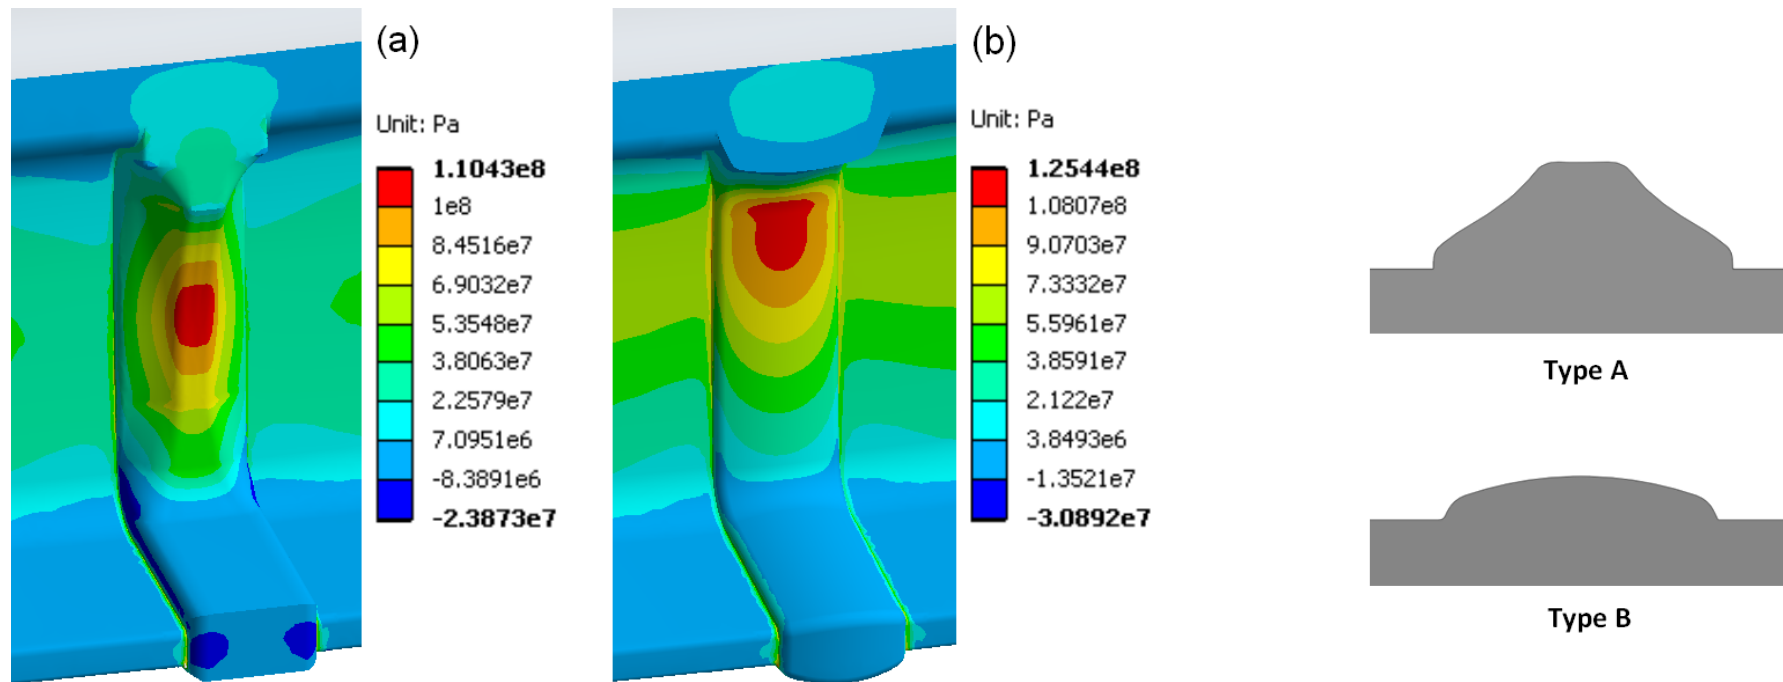 (a)
Unit: Pa
1.1043e8
1e8
8.4516e7
6.9032e7
5.3548e7
3.8063e7
2.2579e7
7.0951e6
-8.3891e6
-2.3873e7
(b)
Unit: Pa
1.2544e8
1.0807e8
9.0703e7
7.3332e7
5.5961e7
3.8591e7
2.122e7
3.8493e6
-1.3521e7
-3.0892e7
Type A
Type B